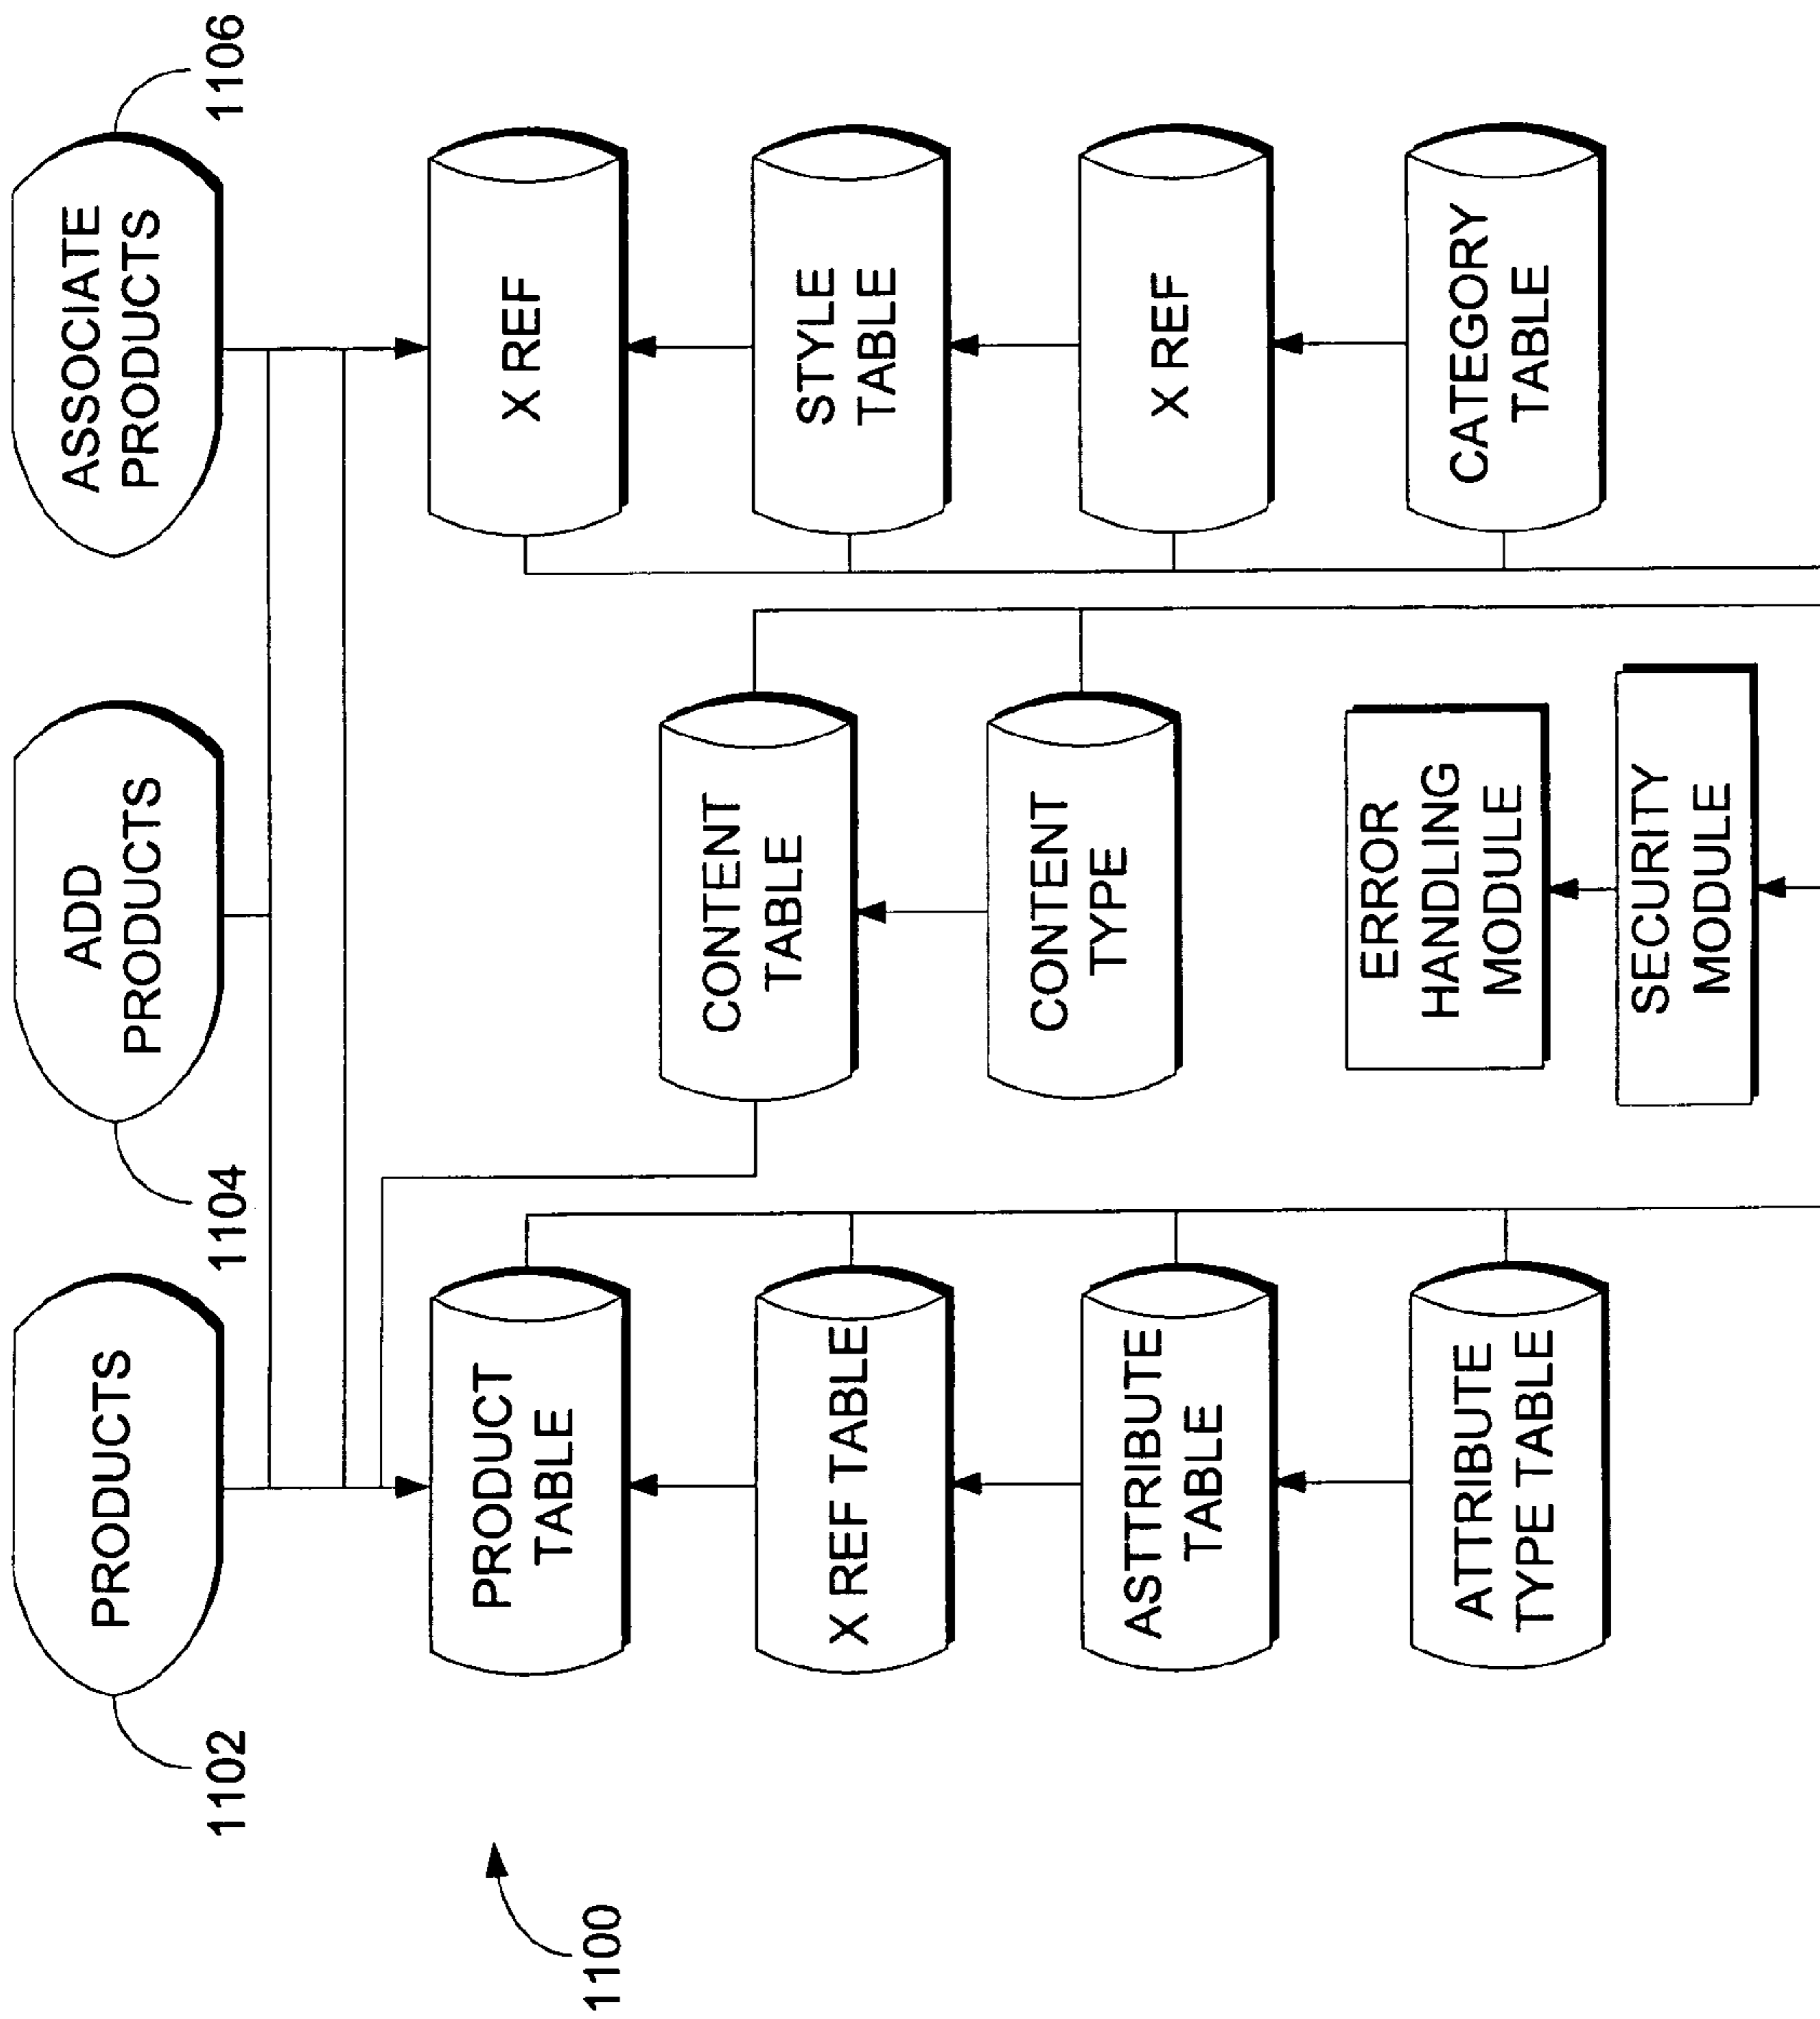 PRODUCTS
ADD
PRODUCTS
ASSOCIATE
PRODUCTS
1102
1104
1106
1100
PRODUCT
TABLE
X REF
X REF TABLE
CONTENT
TABLE
STYLE
TABLE
ASTTRIBUTE
TABLE
CONTENT
TYPE
X REF
ATTRIBUTE
TYPE TABLE
ERROR
HANDLING
MODULE
CATEGORY
TABLE
SECURITY
MODULE